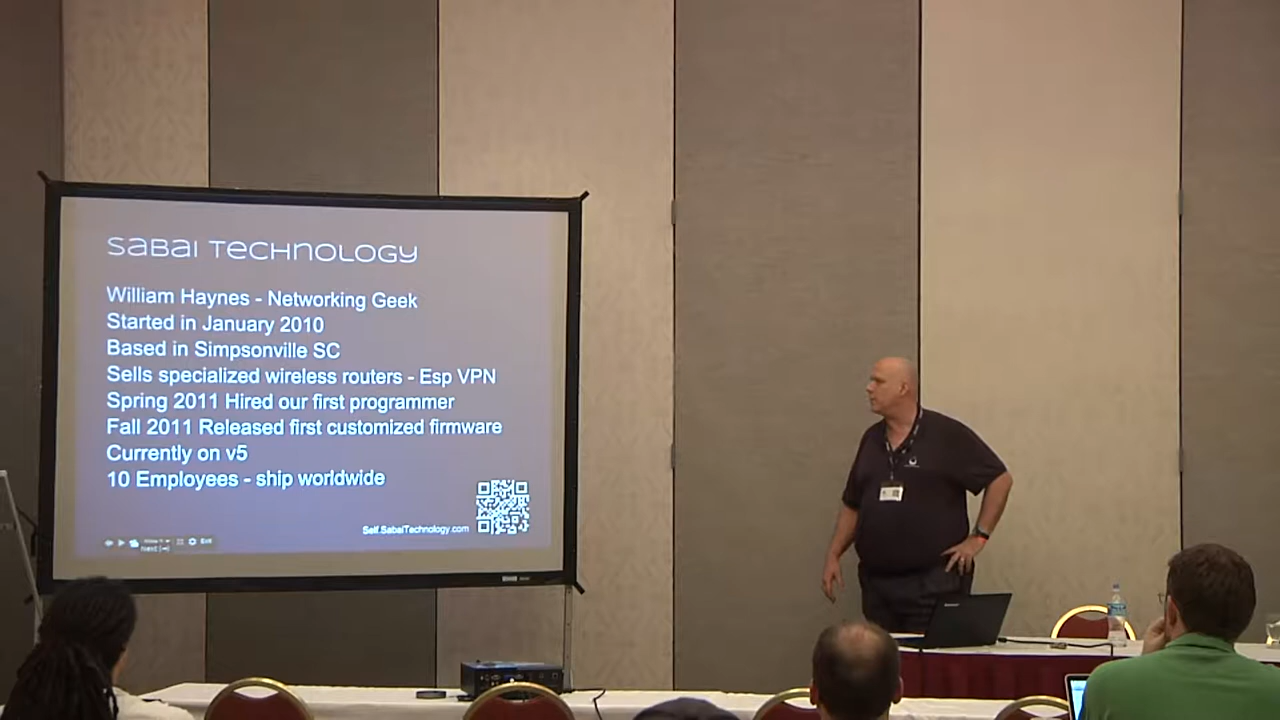 Sabai Technology
William Haynes - Networking Geek
Started in January 2010
Based in Simpsonville SC
Sells specialized wireless routers - Esp VPN
Spring 2011 Hired our first programmer
Fall 2011 Released first customized firmware
Currently on v5
10 Employees - ship worldwide
Self.SabaiTechnology.com
Exit